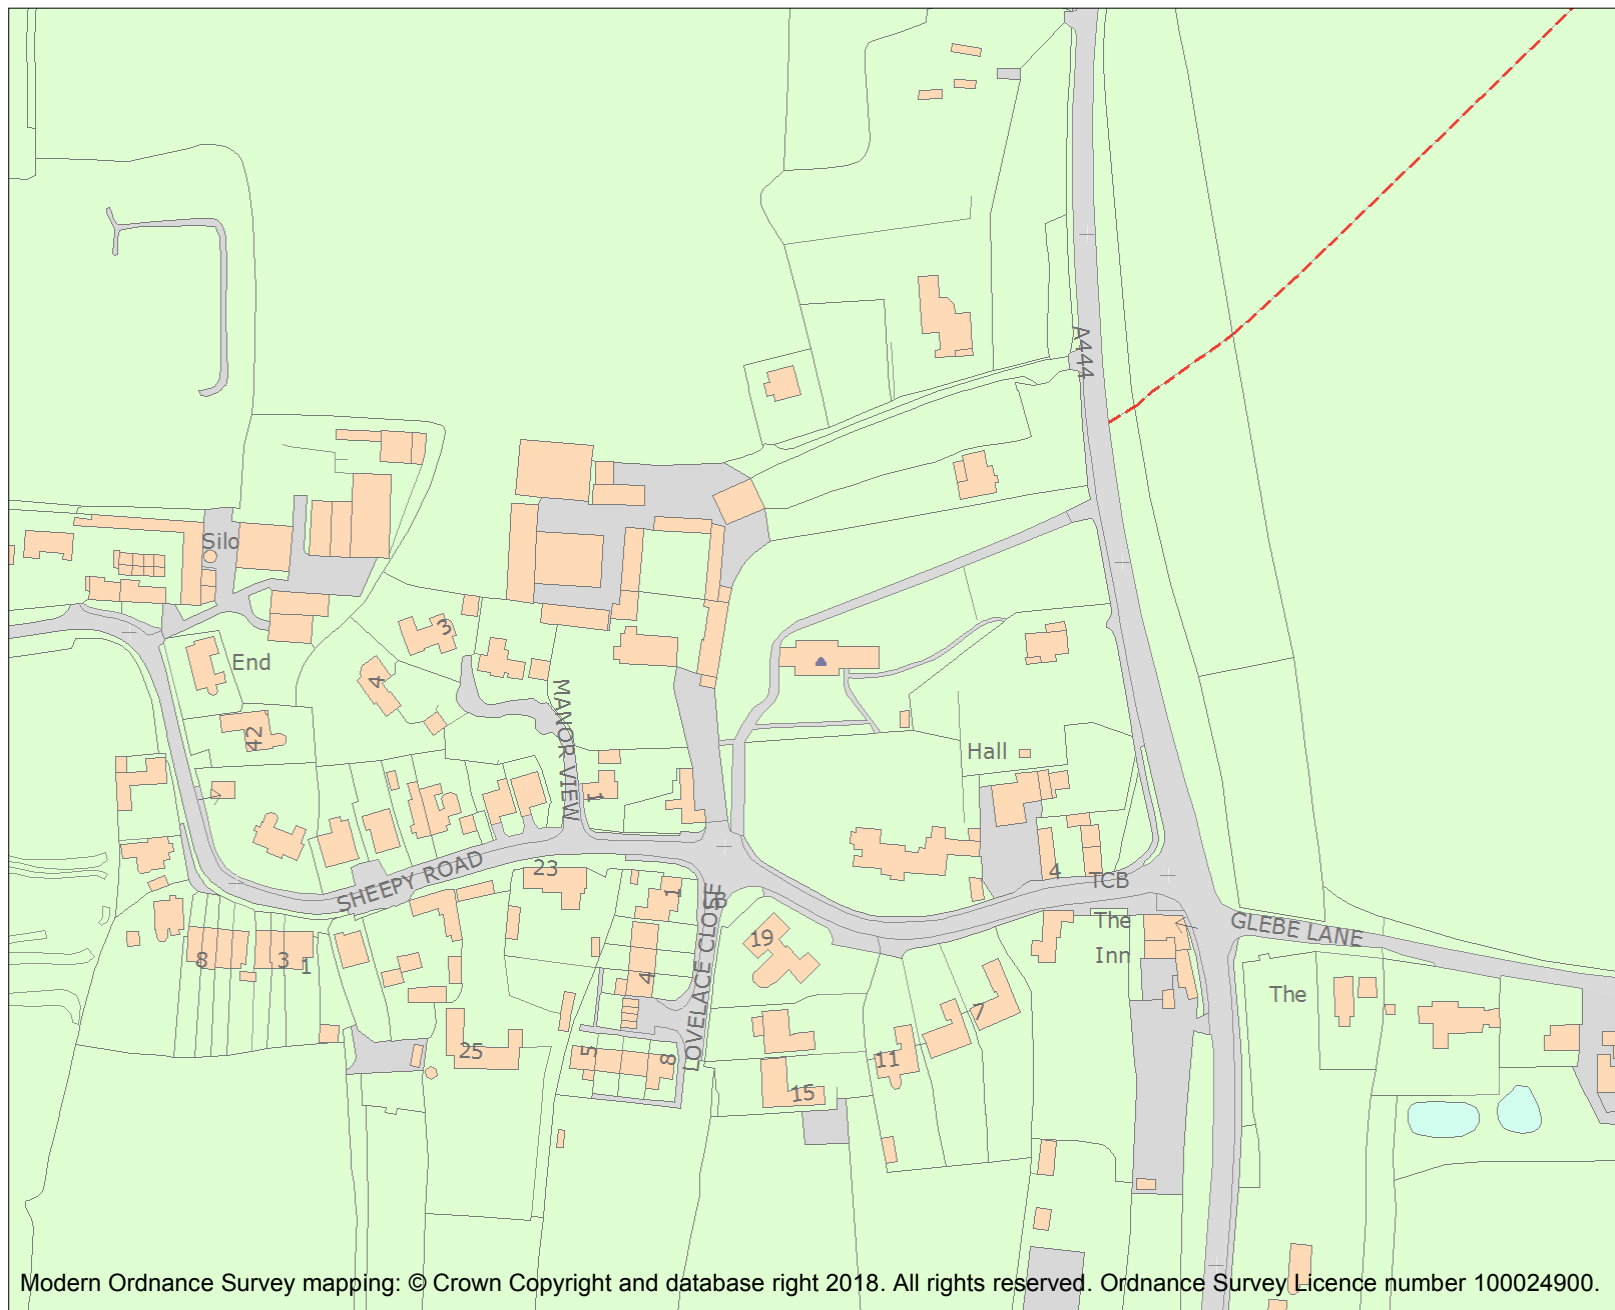 A444
Silo
3
End
4
42
MANOR VIEW
Hall
1
SHEEPY ROAD
23
4
TCB
1
The
GLEBE LANE
19
Inn
8
3
1
4
The
7
LOVELACE CLOSE
25
5
8
11
15
Modern Ordnance Survey mapping: © Crown Copyright and database right 2018. All rights reserved. Ordnance Survey Licence number 100024900.